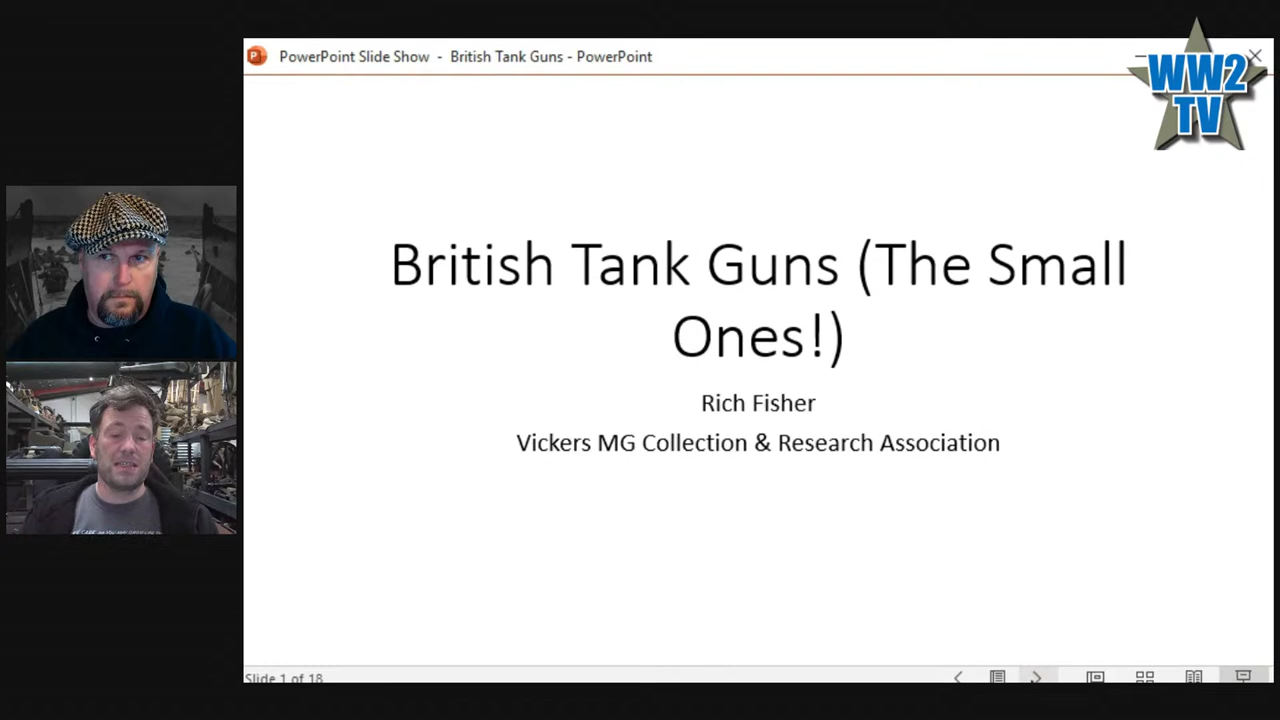 PowerPoint Slide Show - British Tank Guns - PowerPoint
WW2
TV
British Tank Guns (The Small
Ones!)
Rich Fisher
Vickers MG Collection & Research Association
Slide 1 of 18